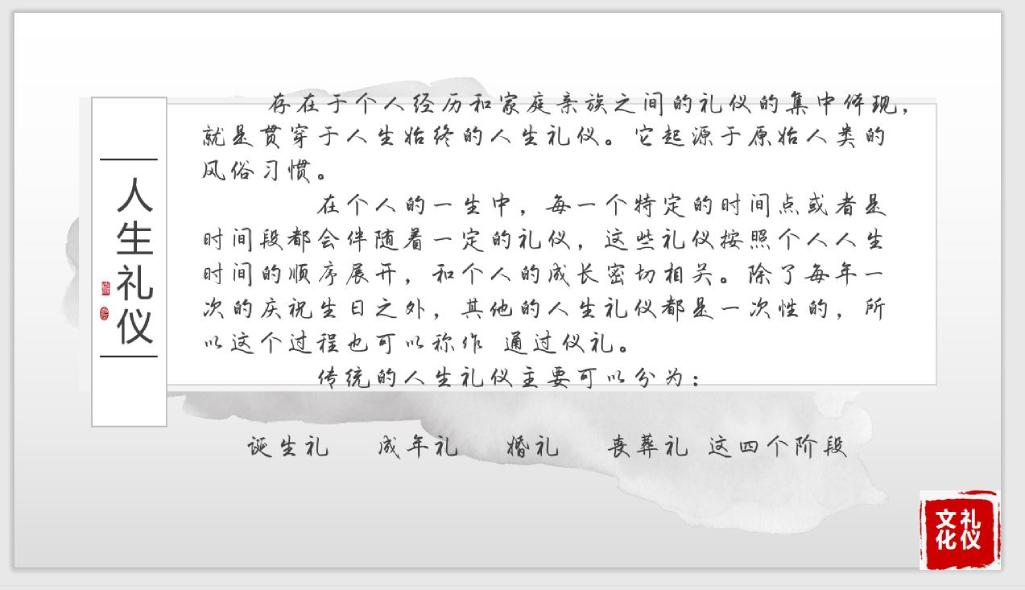 人生礼仪
存在于个人经历和家庭亲族之间的礼仪的集中体现，
就是贯穿于人生始终的人生礼仪。它起源于原始人类的
风俗习惯。
在个人的一生中，每一个特定的时间点或者是
时间段都会伴随着一定的礼仪，这些礼仪按照个人人生
时间的顺序展开，和个人的成长密切相关。除了每年一
次的庆祝生日之外，其他的人生礼仪都是一次性的，所
以这个过程也可以称作 通过仪礼。
传统的人生礼仪主要可以分为：
诞生礼 成年礼 婚礼 丧葬礼 这四个阶段
礼仪
文化